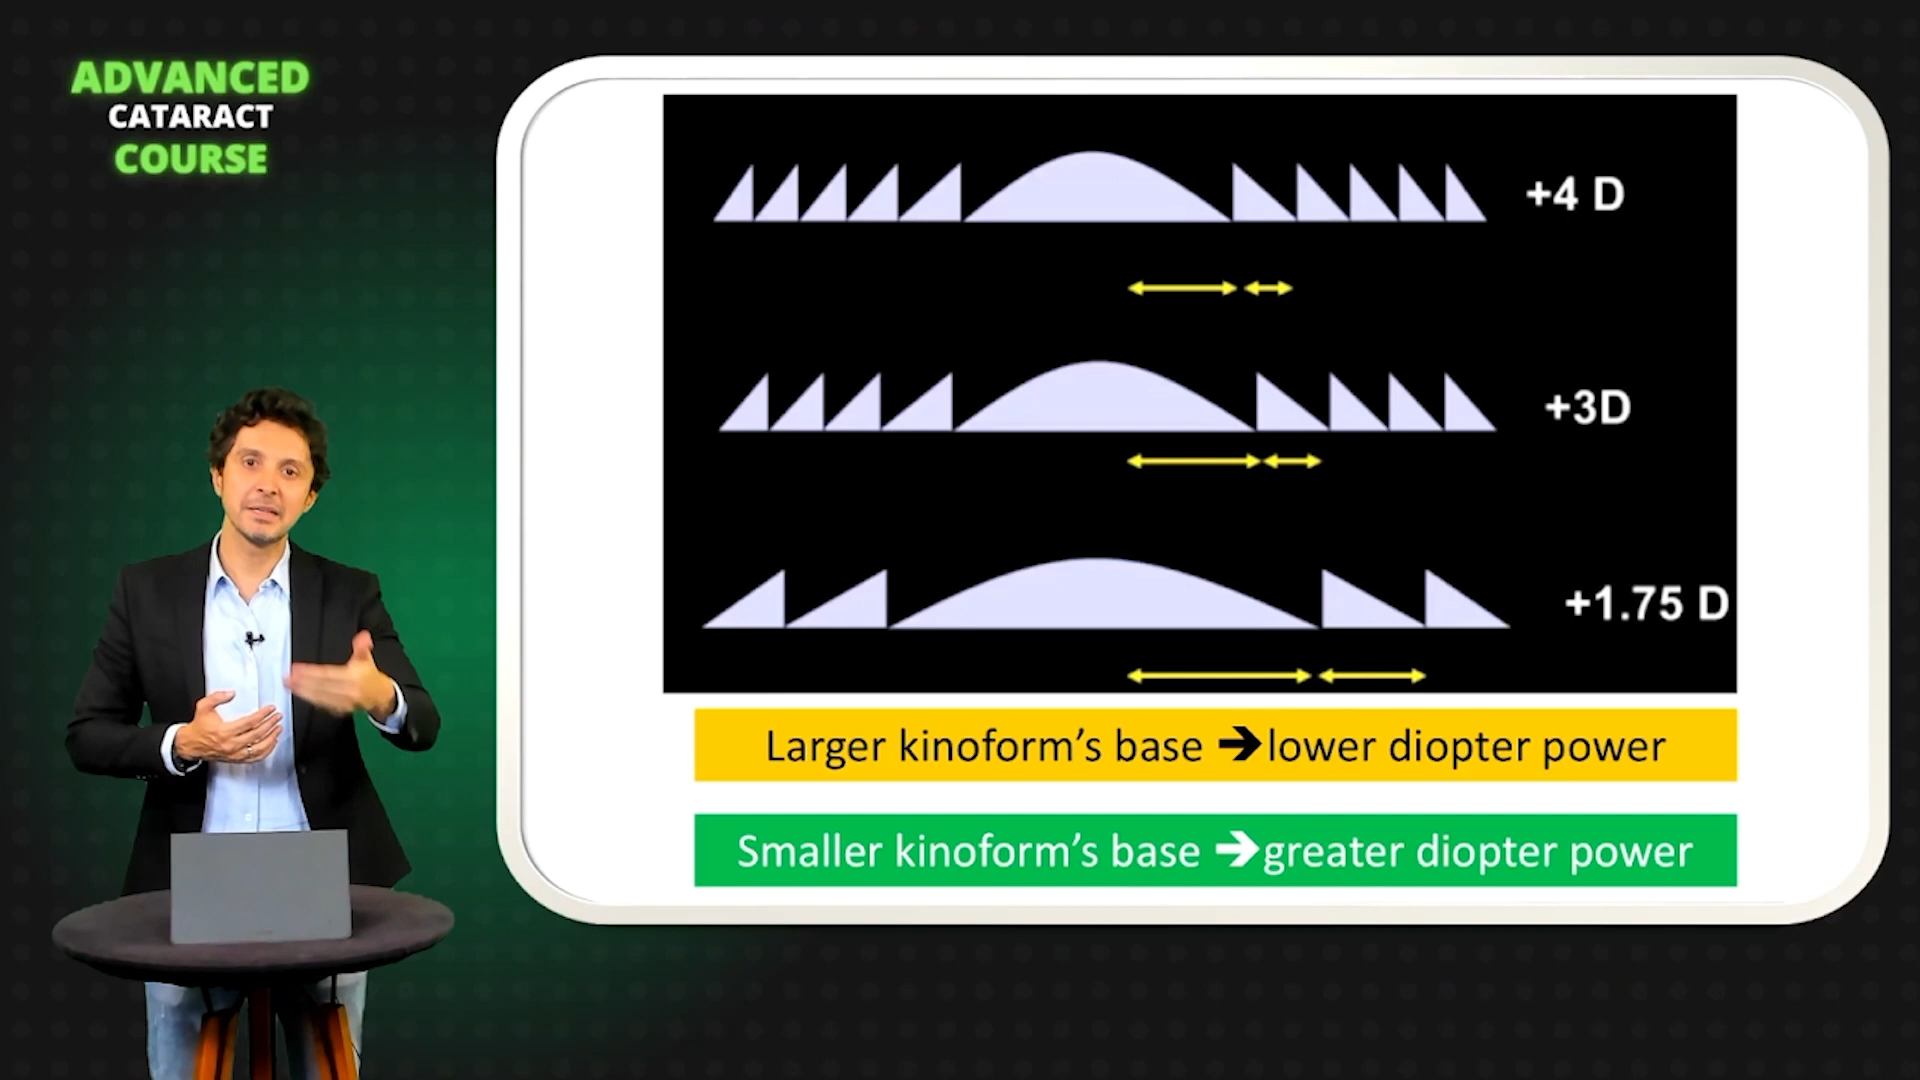 ADVANCED
CATARACT
COURSE
+4 D
+3D
+1.75 D
Larger kinoform’s base 🡺lower diopter power
Smaller kinoform’s base 🡺greater diopter power